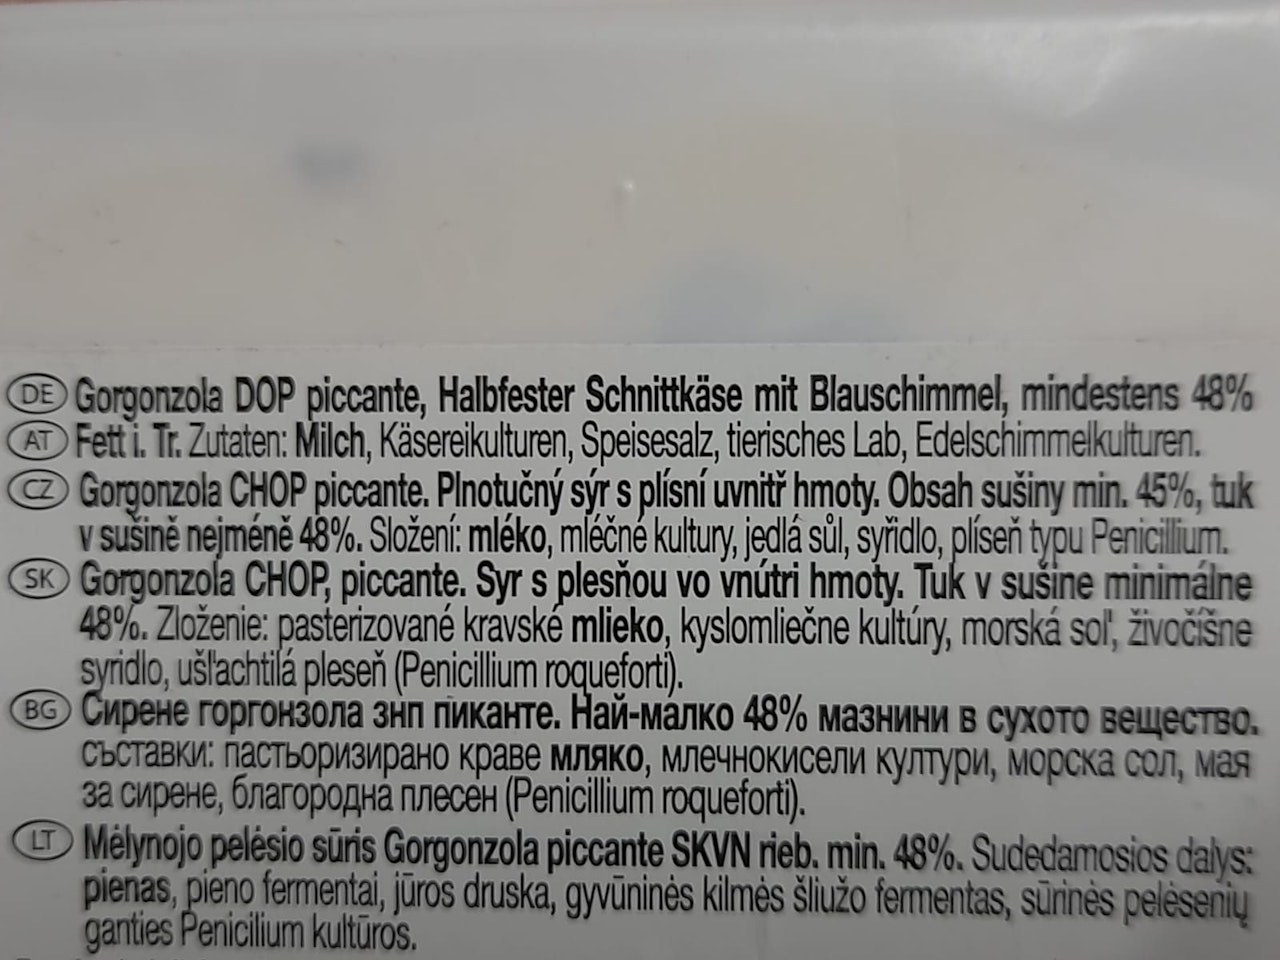 DE Gorgonzola DOP piccante, Halbfester Schnittkäse mit Blauschimmel, mindestens 48%
AT Fett i. Tr. Zutaten: Milch, Käsereikulturen, Speisesalz, tierisches Lab, Edelschimmelkulturen.
CZ Gorgonzola CHOP piccante. Plnotučný sýr s plísní uvnitř hmoty. Obsah sušiny min. 45%, tuk
v sušině nejméně 48%. Složení: mléko, mléčné kultury, jedlá sůl, syřidlo, plíseň typu Penicillium.
SK Gorgonzola CHOP, piccante. Syr s plesňou vo vnútri hmoty. Tuk v sušine minimálne
48%. Zloženie: pasterizované kravské mlieko, kyslomliečne kultúry, morská soľ, živočíšne
syridlo, ušľachtilá pleseň (Penicillium roqueforti).
BG Сирене горгонзола знп пиканте. Най-малко 48% мазнини в сухото вещество.
съставки: пастьоризирано краве мляко, млечнокисели култури, морска сол, мая
за сирене, благородна плесен (Penicillium roqueforti).
LT Mėlynojo pelėsio sūris Gorgonzola piccante SKVN rieb. min. 48%. Sudedamosios dalys:
pienas, pieno fermentai, jūros druska, gyvūninės kilmės šliužo fermentas, sūrinės pelėsenių
ganties Penicilium kultūros.